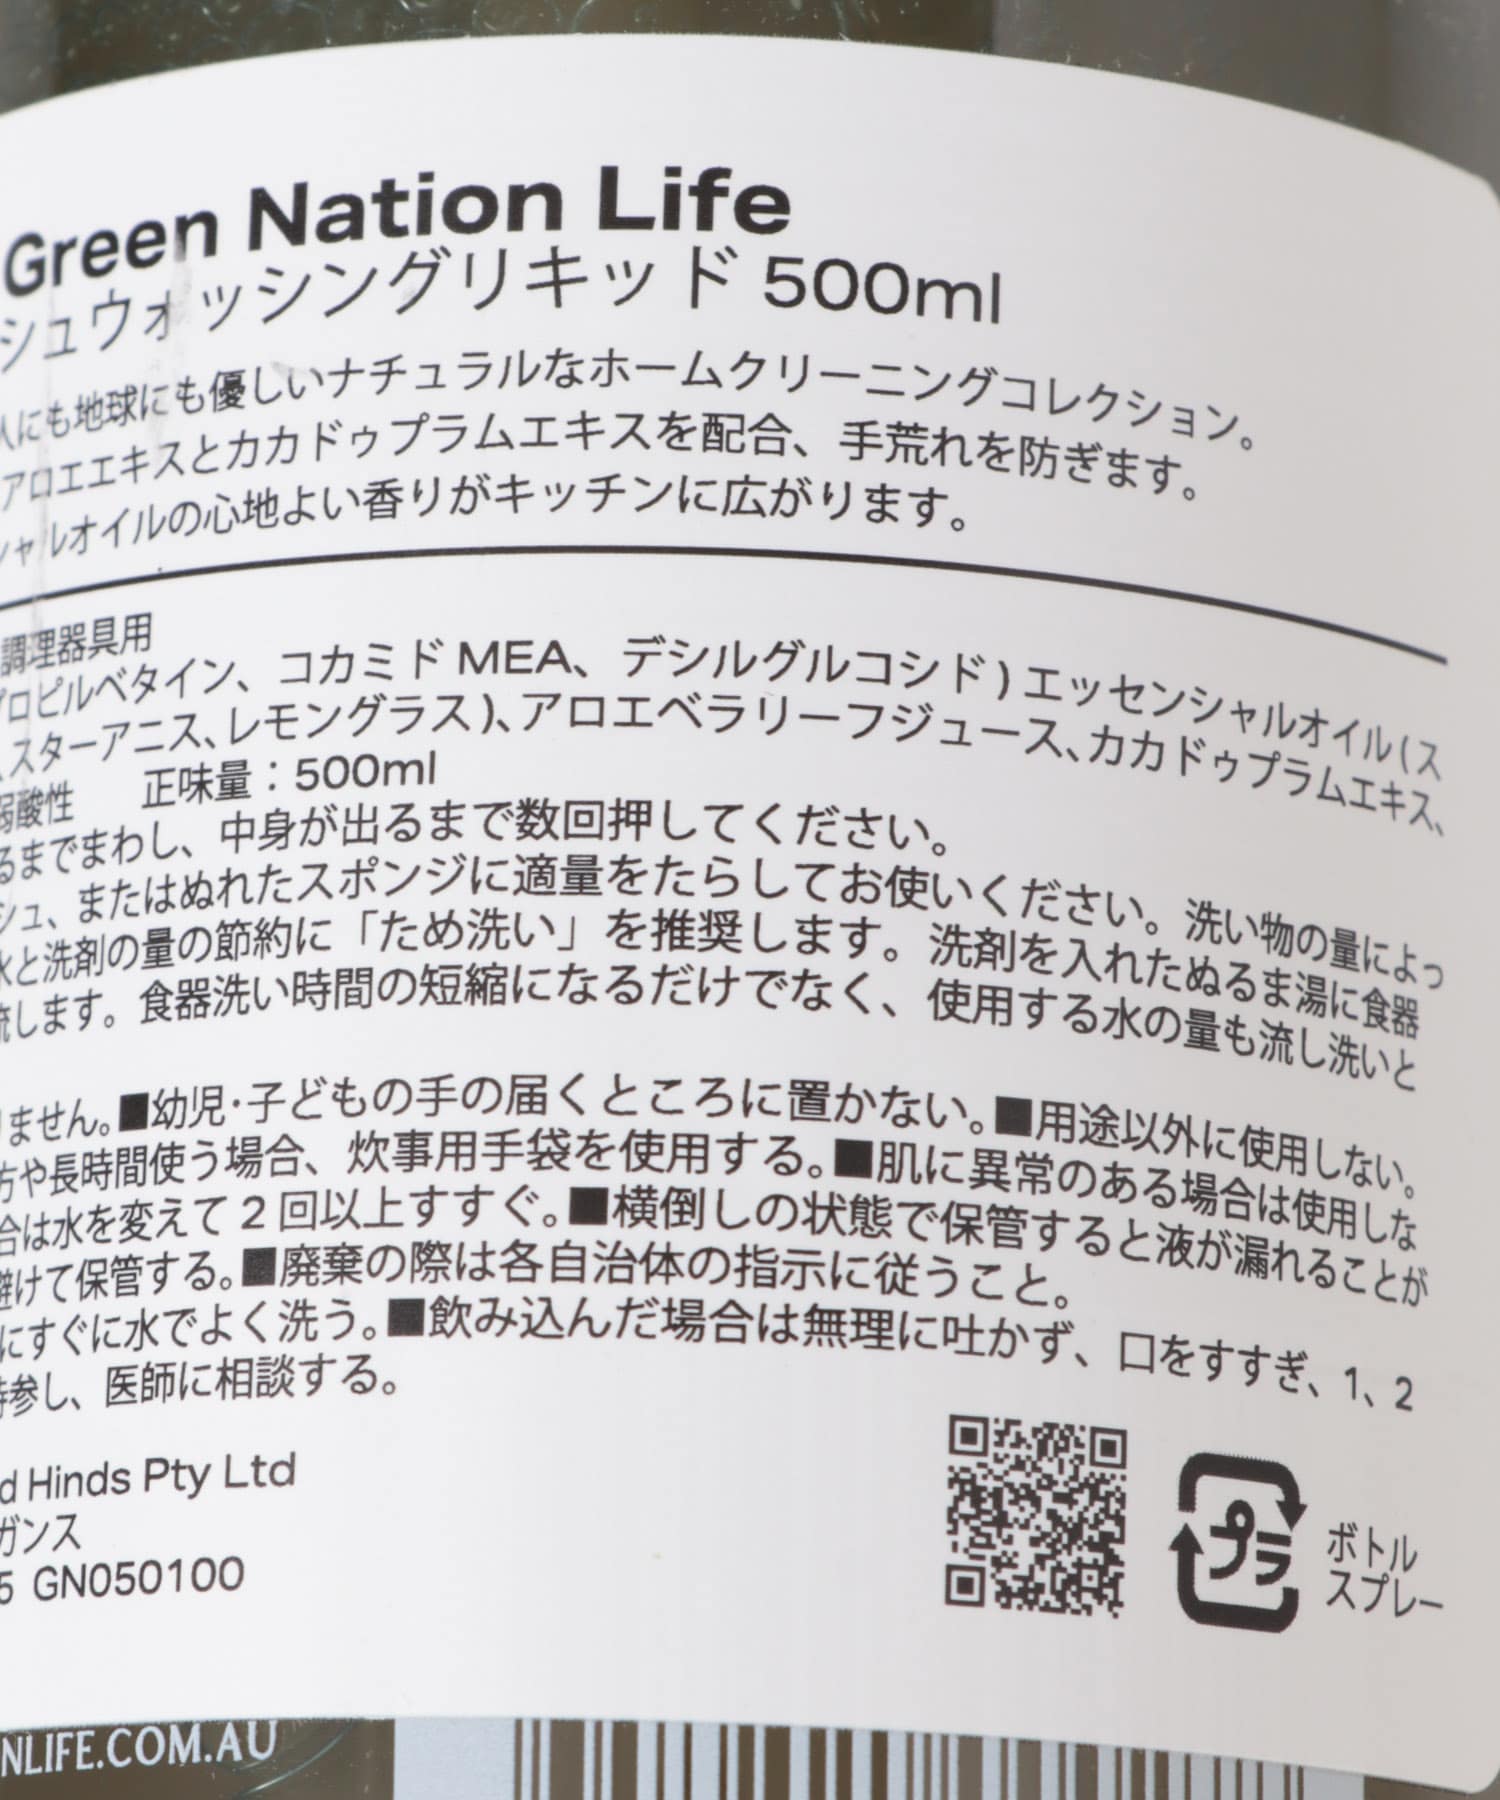 Green Nation Life
シュウォッシングリキッド 500ml
人にも地球にも優しいナチュラルなホームクリーニングコレクション。
アロエエキスとカカドゥプラムエキスを配合、手荒れを防ぎます。
シャルオイルの心地よい香りがキッチンに広がります。
調理器具用
プロピルベタイン、コカミド MEA、デシルグルコシド) エッセンシャルオイル (ス
、スターアニス、レモングラス)、アロエベラリーフジュース、カカドゥプラムエキス、
弱酸性 正味量：500ml
るまでまわし、中身が出るまで数回押してください。
シュ、またはぬれたスポンジに適量をたらしてお使いください。洗い物の量によっ
水と洗剤の量の節約に「ため洗い」を推奨します。洗剤を入れたぬるま湯に食器
流します。食器洗い時間の短縮になるだけでなく、使用する水の量も流し洗いと
りません。■幼児・子どもの手の届くところに置かない。■用途以外に使用しない。
方や長時間使う場合、炊事用手袋を使用する。■肌に異常のある場合は使用しな
合は水を変えて 2 回以上すすぐ。■横倒しの状態で保管すると液が漏れることが
避けて保管する。■廃棄の際は各自治体の指示に従うこと。
にすぐに水でよく洗う。■飲み込んだ場合は無理に吐かず、口をすすぎ、1、2
持参し、医師に相談する。
d Hinds Pty Ltd
ガンス
5 GN050100
プラ
ボトル
スプレー
NLIFE.COM.AU